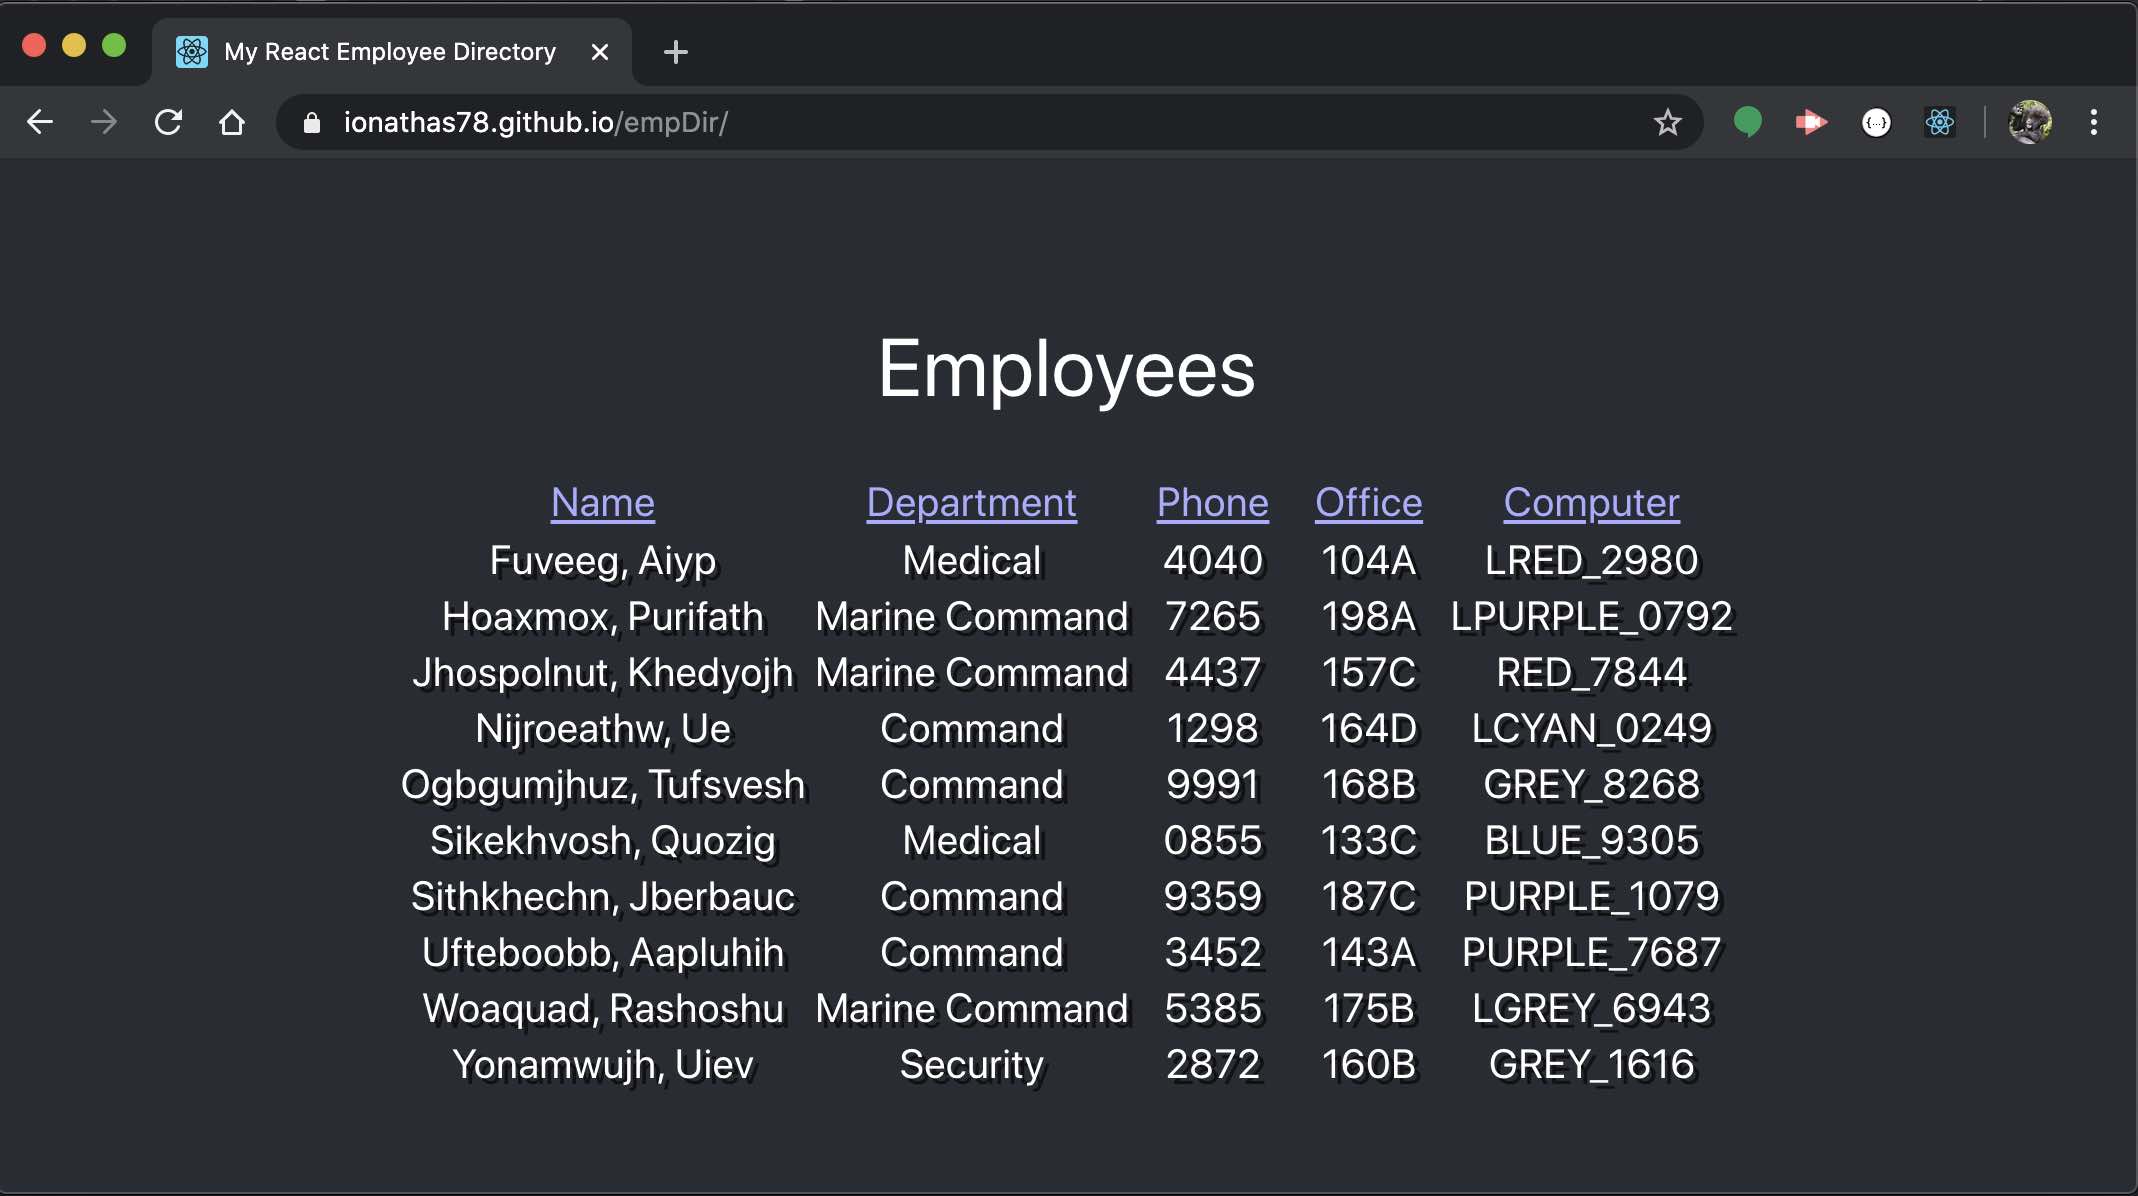 My React Employee Directory
ionathas78.github.io/empDir/
{...}
Employees
Name Department Phone Office Computer
Fuveeg, Aiyp Medical 4040 104A LRED_2980
Hoaxmox, Purifath Marine Command 7265 198A LPURPLE_0792
Jhospolnut, Khedyojh Marine Command 4437 157C RED_7844
Nijroeathw, Ue Command 1298 164D LCYAN_0249
Ogbgumjhuz, Tufsvesh Command 9991 168B GREY_8268
Sikekhvosh, Quozig Medical 0855 133C BLUE_9305
Sithkhechn, Jberbauc Command 9359 187C PURPLE_1079
Ufteboobb, Aapluhih Command 3452 143A PURPLE_7687
Woaquad, Rashoshu Marine Command 5385 175B LGREY_6943
Yonamwujh, Uiev Security 2872 160B GREY_1616